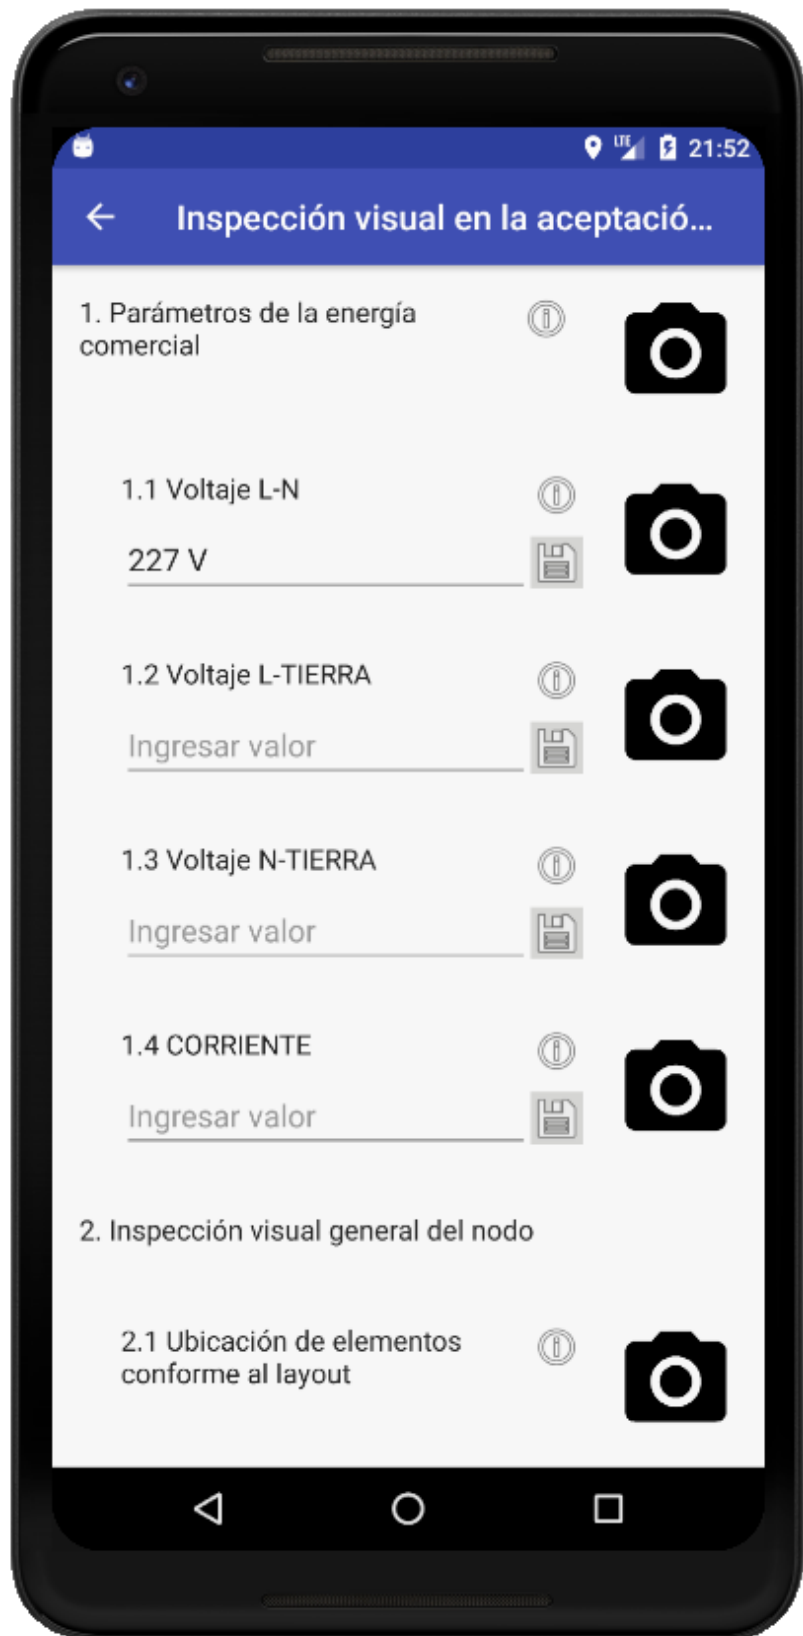 LTE 21:52
Inspección visual en la aceptació...
1. Parámetros de la energía
comercial
1.1 Voltaje L-N
227 V
1.2 Voltaje L-TIERRA
Ingresar valor
1.3 Voltaje N-TIERRA
Ingresar valor
1.4 CORRIENTE
Ingresar valor
2. Inspección visual general del nodo
2.1 Ubicación de elementos
conforme al layout